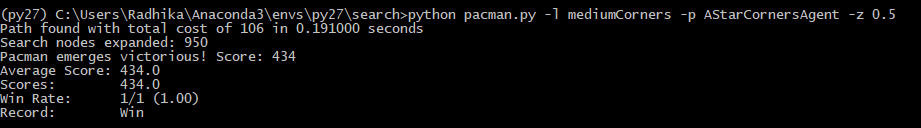 (py27) C:\Users\Radhika\Anaconda3\envs\py27\search>python pacman.py -l mediumCorners -p AStarCornersAgent -z 0.5
Path found with total cost of 106 in 0.191000 seconds
Search nodes expanded: 950
Pacman emerges victorious! Score: 434
Average Score: 434.0
Scores:        434.0
Win Rate:      1/1 (1.00)
Record:        Win